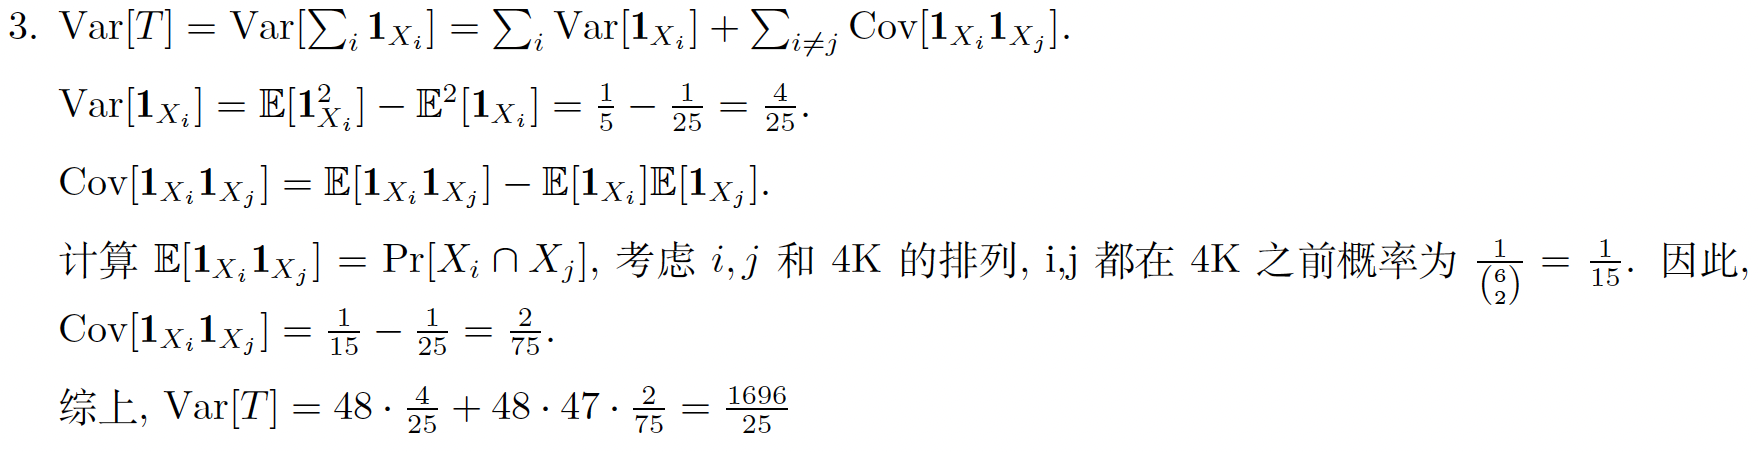 3. Var[T] = Var[∑_i 𝟏_{X_i}] = ∑_i Var[𝟏_{X_i}] + ∑_{i≠j} Cov[𝟏_{X_i}𝟏_{X_j}].
Var[𝟏_{X_i}] = 𝔼[𝟏²_{X_i}] − 𝔼²[𝟏_{X_i}] = 1/5 − 1/25 = 4/25.
Cov[𝟏_{X_i}𝟏_{X_j}] = 𝔼[𝟏_{X_i}𝟏_{X_j}] − 𝔼[𝟏_{X_i}]𝔼[𝟏_{X_j}].
计算 𝔼[𝟏_{X_i}𝟏_{X_j}] = Pr[X_i ∩ X_j], 考虑 i, j 和 4K 的排列, i,j 都在 4K 之前概率为 1/\binom{6}{2} = 1/15. 因此,
Cov[𝟏_{X_i}𝟏_{X_j}] = 1/15 − 1/25 = 2/75.
综上, Var[T] = 48 · 4/25 + 48 · 47 · 2/75 = 1696/25